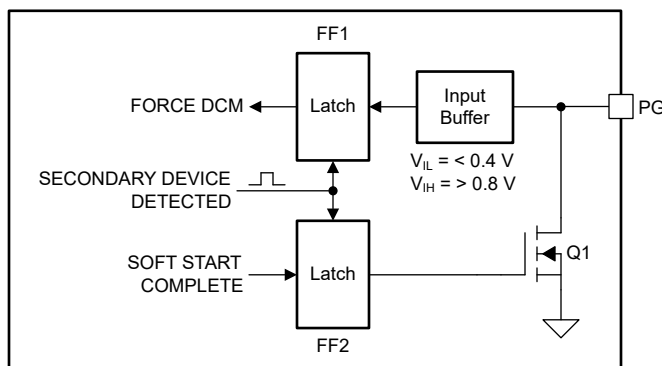 FF1
FORCE DCM
Latch
Input
Buffer
PG
V_IL = < 0.4 V
V_IH = > 0.8 V
SECONDARY DEVICE
DETECTED
SOFT START
COMPLETE
Latch
Q1
FF2